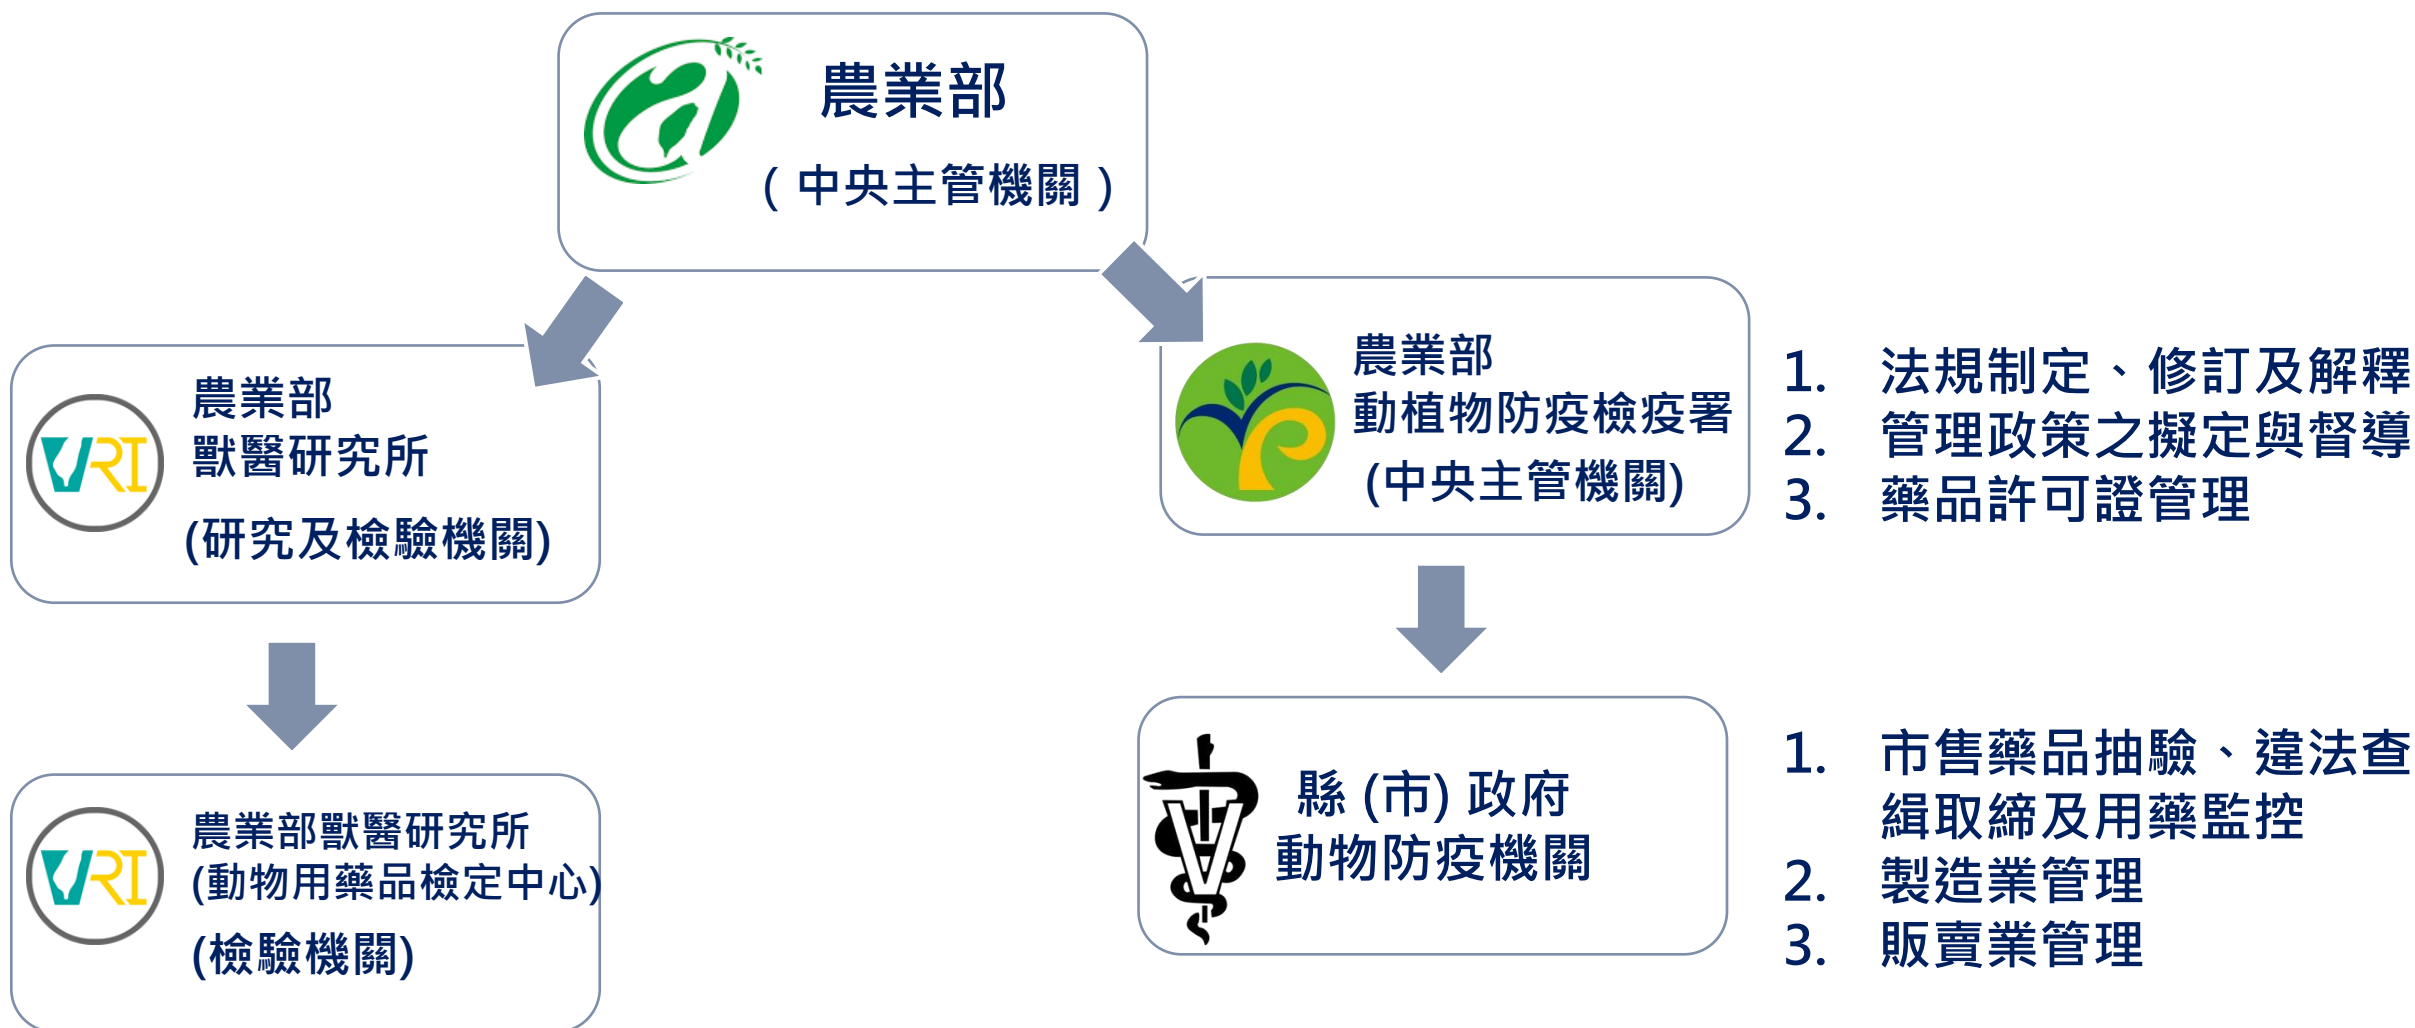 農業部
( 中央主管機關 )
農業部
獸醫研究所
(研究及檢驗機關)
VRI
農業部
動植物防疫檢疫署
(中央主管機關)
1. 法規制定、修訂及解釋
2. 管理政策之擬定與督導
3. 藥品許可證管理
VRI
農業部獸醫研究所
(動物用藥品檢定中心)
(檢驗機關)
V
縣 (市) 政府
動物防疫機關
1. 市售藥品抽驗、違法查
緝取締及用藥監控
2. 製造業管理
3. 販賣業管理